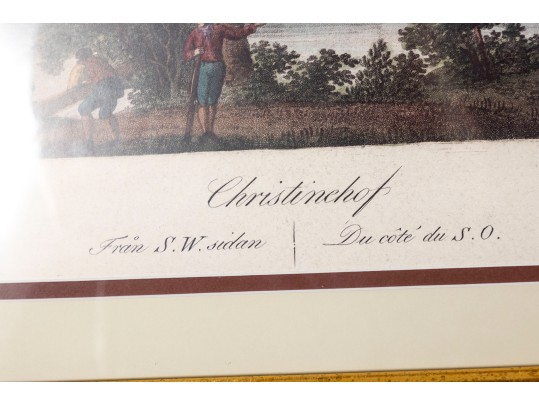 Christinehof
Från S.W. sidan | Du côté du S.O.